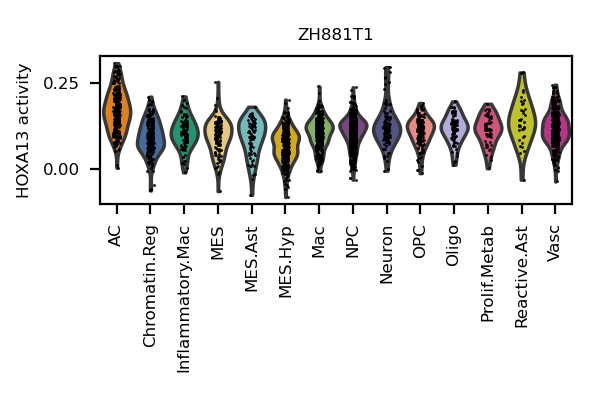 ZH881T1
HOXA13 activity
0.25
0.00
AC
Chromatin.Reg
Inflammatory.Mac
MES
MES.Ast
MES.Hyp
Mac
NPC
Neuron
OPC
Oligo
Prolif.Metab
Reactive.Ast
Vasc